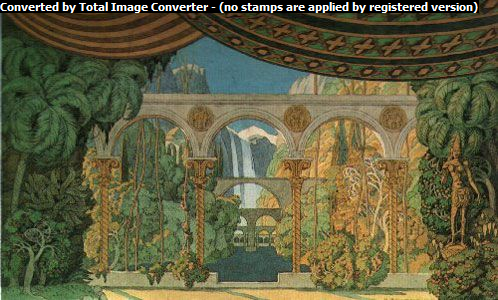 Converted by Total Image Converter - (no stamps are applied by registered version)